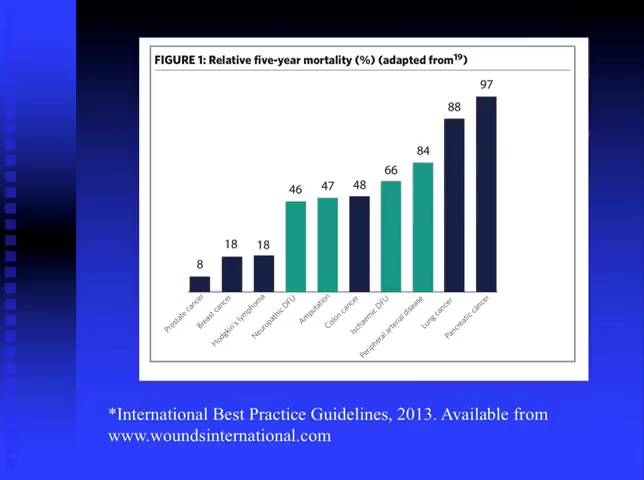 FIGURE 1: Relative five-year mortality (%) (adapted from19)
97
88
84
66
48
47
46
18
18
8
Prostate cancer
Breast cancer
Hodgkin's lymphoma
Neuropathic DFU
Amputation
Colon cancer
Ischaemic DFU
Peripheral arterial disease
Lung cancer
Pancreatic cancer
*International Best Practice Guidelines, 2013. Available from
www.woundsinternational.com